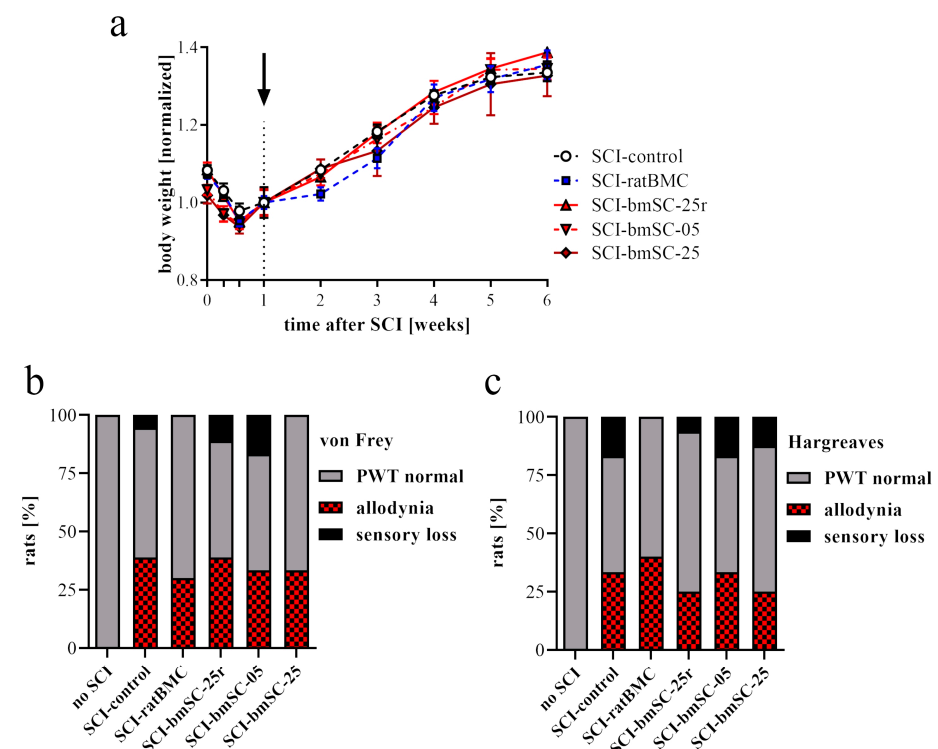 a
body weight [normalized]
1.4
1.2
1.0
0.8
0 1 2 3 4 5 6
time after SCI [weeks]
SCI-control
SCI-ratBMC
SCI-bmSC-25r
SCI-bmSC-05
SCI-bmSC-25
b
rats [%]
100
75
50
25
0
no SCI
SCI-control
SCI-ratBMC
SCI-bmSC-25r
SCI-bmSC-05
SCI-bmSC-25
von Frey
PWT normal
allodynia
sensory loss
c
rats [%]
100
75
50
25
0
no SCI
SCI-control
SCI-ratBMC
SCI-bmSC-25r
SCI-bmSC-05
SCI-bmSC-25
Hargreaves
PWT normal
allodynia
sensory loss